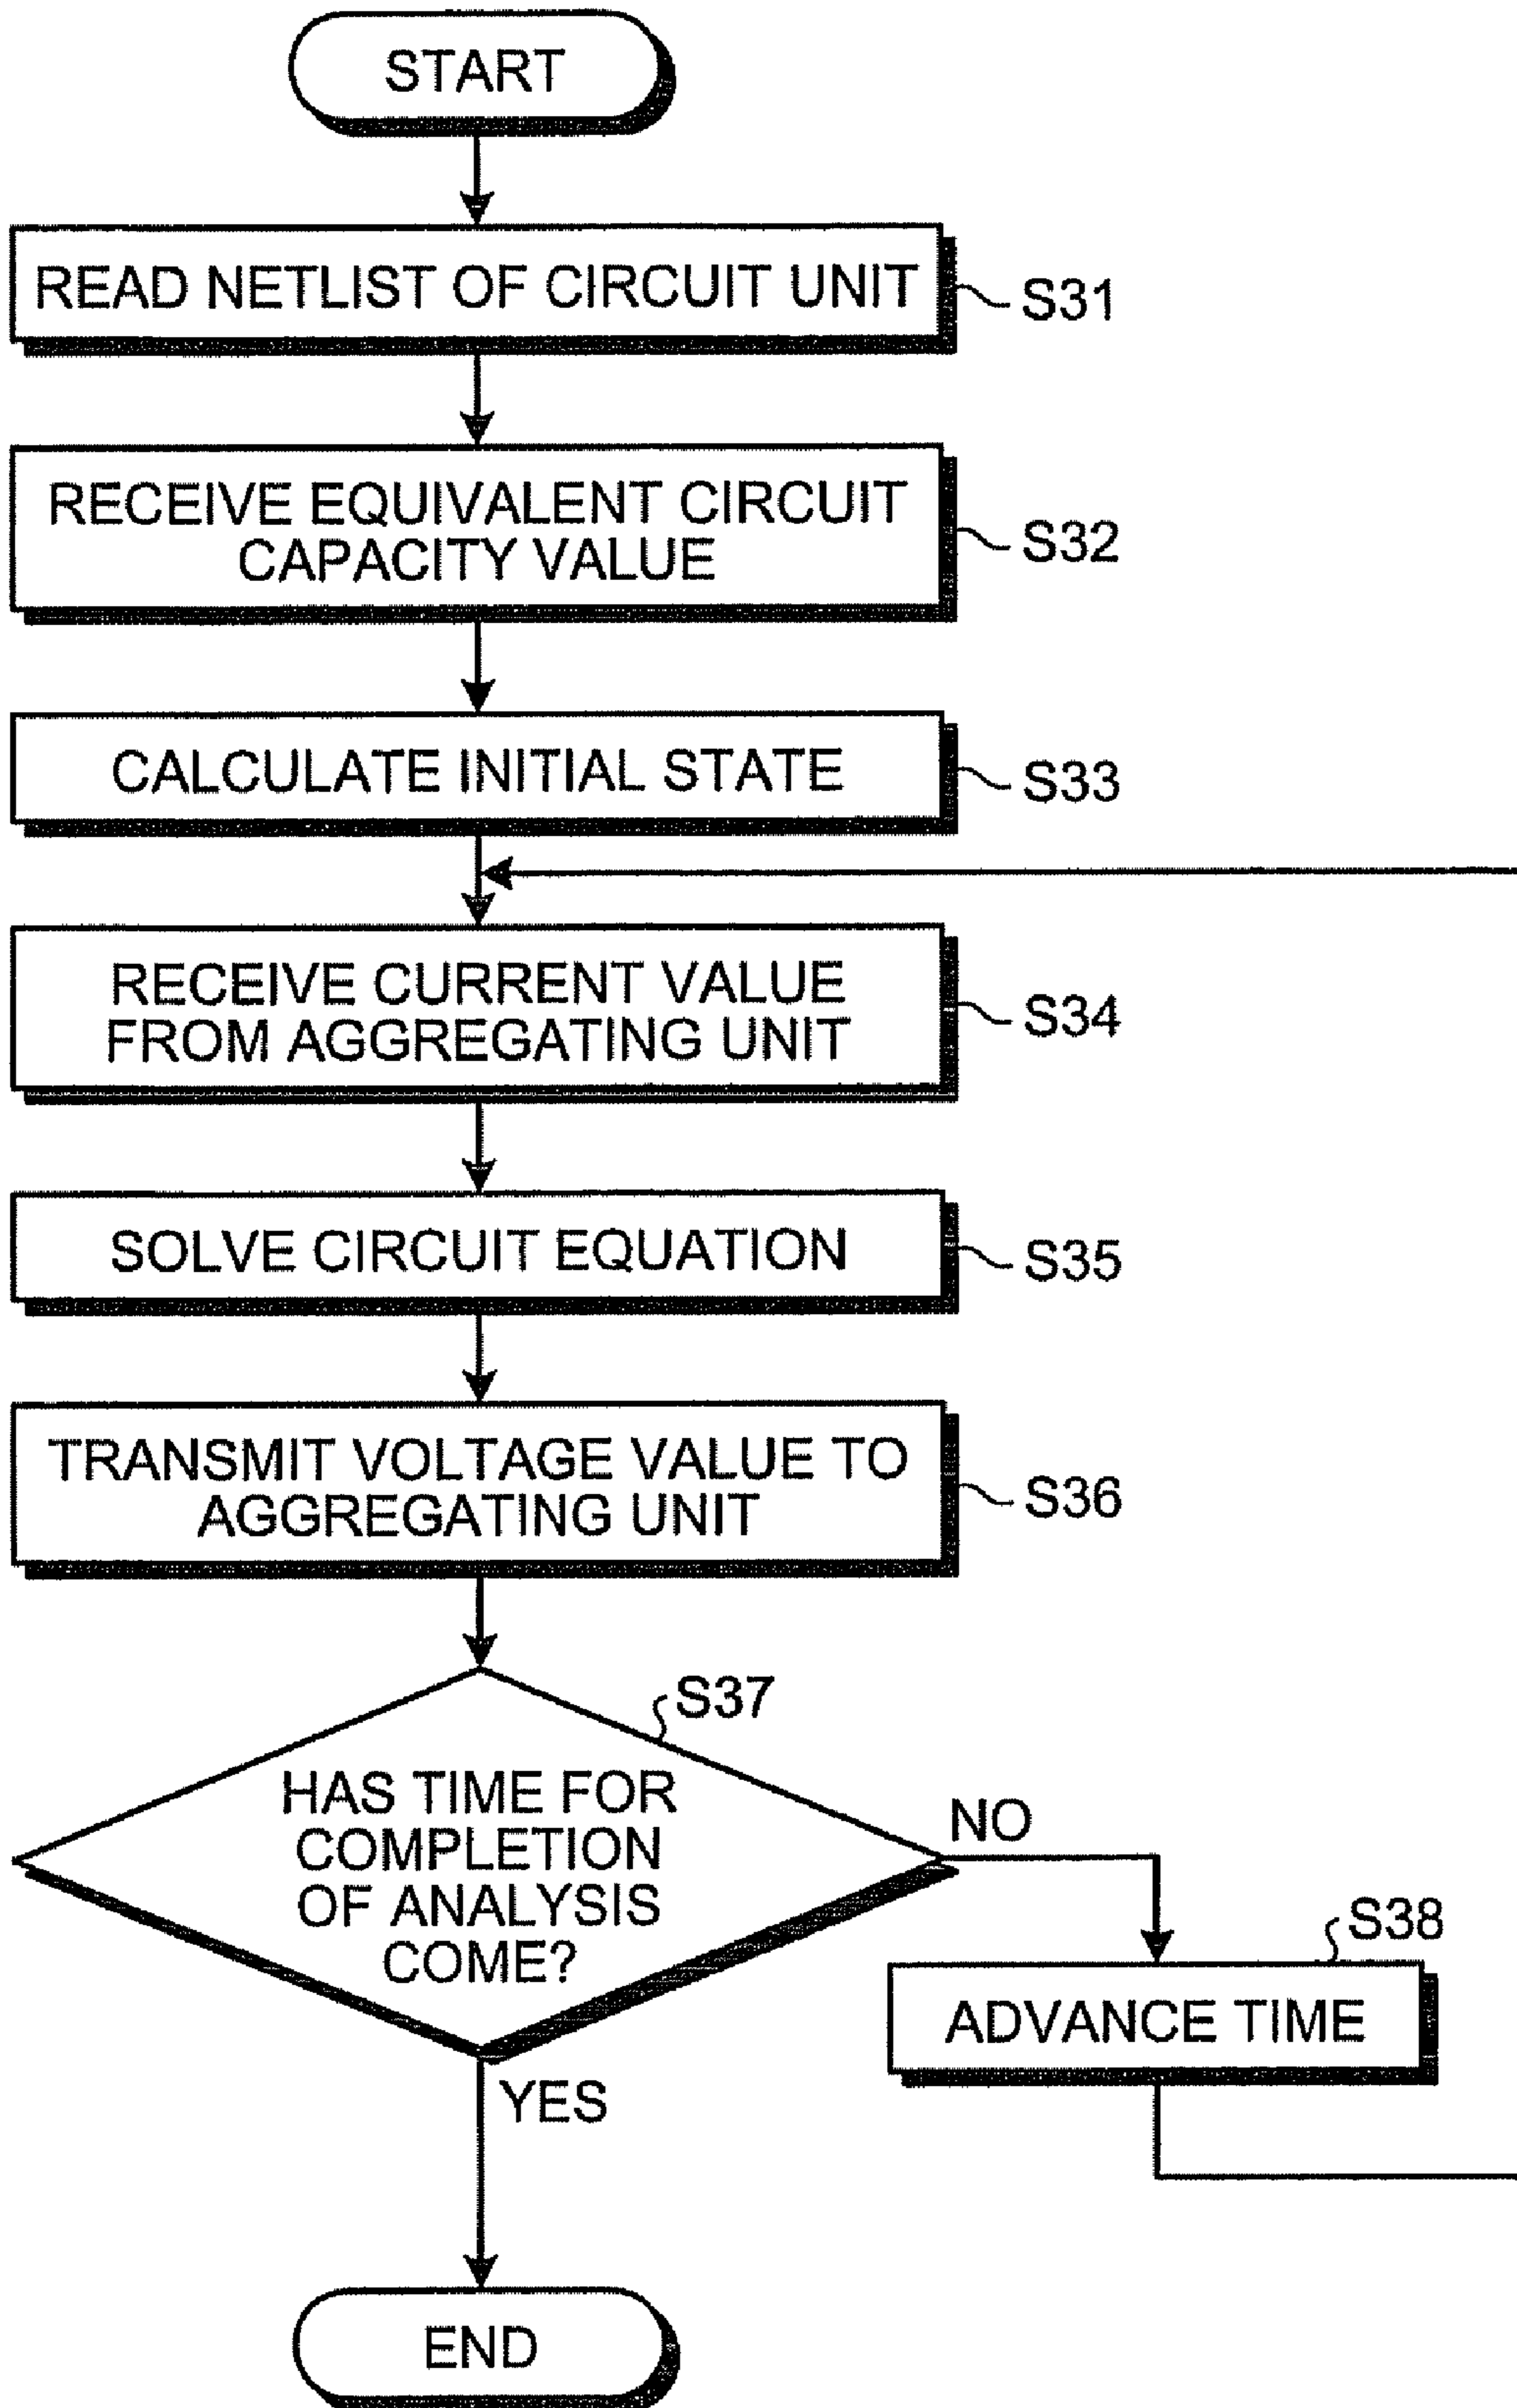 START
READ NETLIST OF CIRCUIT UNIT
S31
RECEIVE EQUIVALENT CIRCUIT
CAPACITY VALUE
S32
CALCULATE INITIAL STATE
S33
RECEIVE CURRENT VALUE
FROM AGGREGATING UNIT
S34
SOLVE CIRCUIT EQUATION
S35
TRANSMIT VOLTAGE VALUE TO
AGGREGATING UNIT
S36
S37
HAS TIME FOR
COMPLETION
OF ANALYSIS
COME?
NO
S38
ADVANCE TIME
YES
END